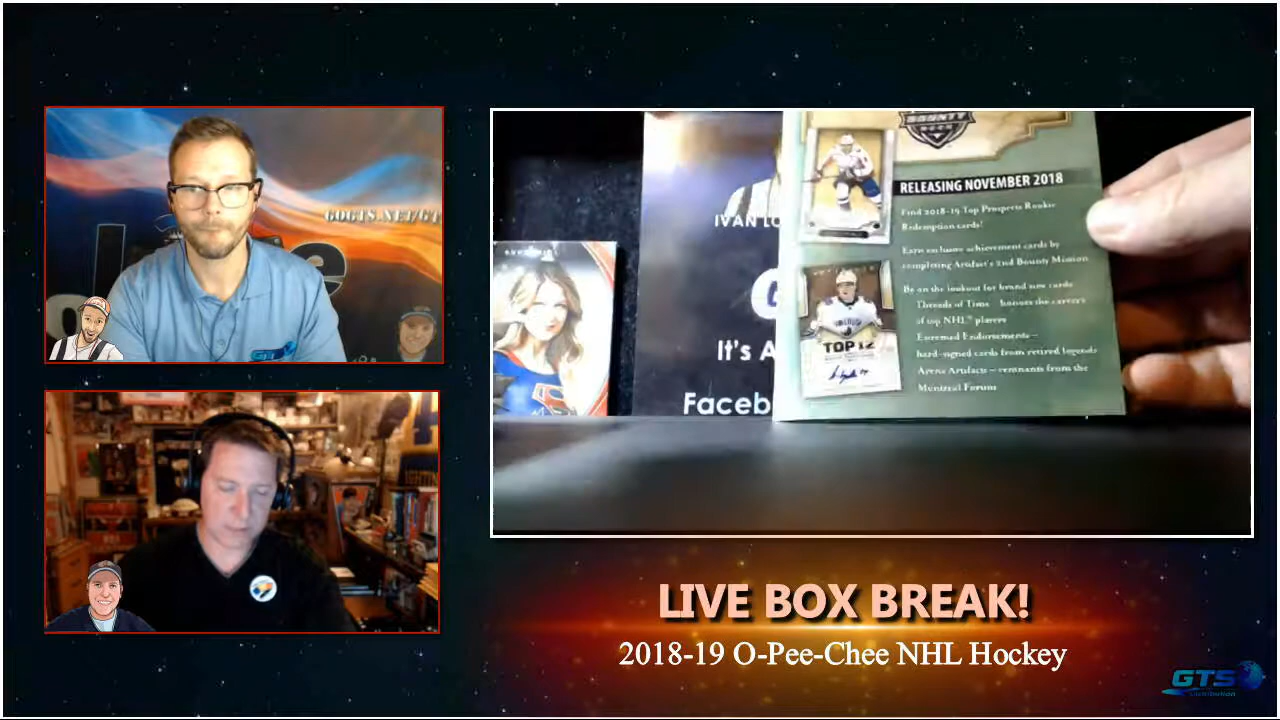 GOGTS.NET/GT
BOUNTY
RELEASING NOVEMBER 2018
Find 2018-19 Top Prospects Rookie
Redemption cards!
Earn exclusive achievement cards by
completing Artifact's 2nd Bounty Mission
Be on the lookout for brand new cards
Threads of Time – honors the careers
of top NHL® players
Esteemed Endorsements –
hard-signed cards from retired legends
Arena Artifacts – remnants from the
Montreal Forum
TOP 12
IVAN LO
G
It's A
Faceb
LIGHTN
LIVE BOX BREAK!
2018-19 O-Pee-Chee NHL Hockey
GTS
Distribution